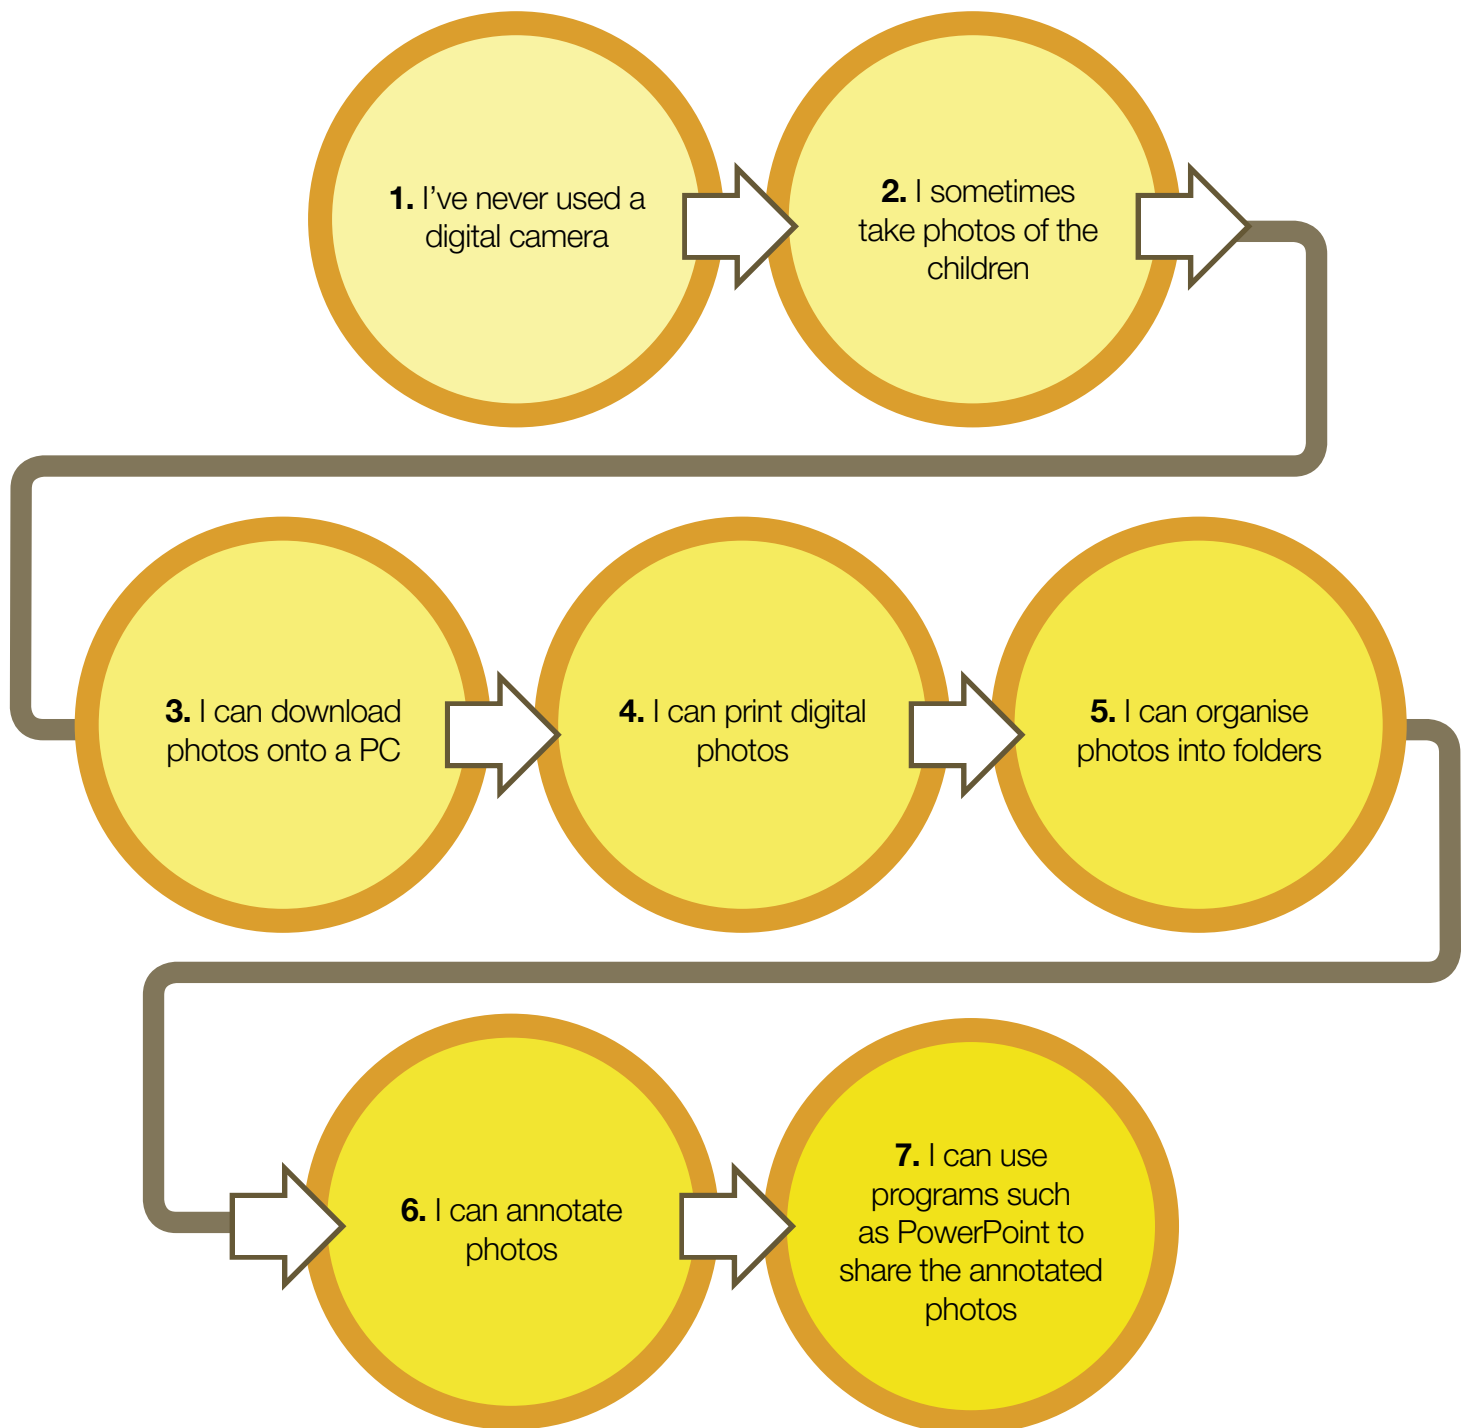 1. I've never used a
digital camera
2. I sometimes
take photos of the
children
3. I can download
photos onto a PC
4. I can print digital
photos
5. I can organise
photos into folders
6. I can annotate
photos
7. I can use
programs such
as PowerPoint to
share the annotated
photos